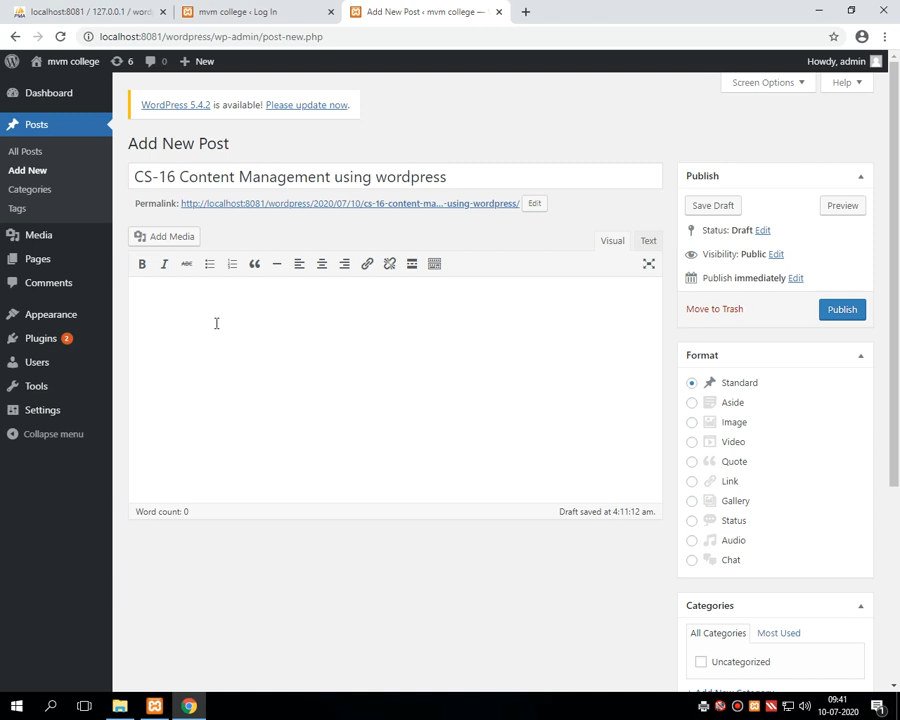 localhost:8081 / 127.0.0.1 / word
mvm college ‹ Log In
Add New Post ‹ mvm college —
localhost:8081/wordpress/wp-admin/post-new.php
mvm college
6
0
New
Howdy, admin
Screen Options
Help
Dashboard
Posts
All Posts
Add New
Categories
Tags
Media
Pages
Comments
Appearance
Plugins 2
Users
Tools
Settings
Collapse menu
WordPress 5.4.2 is available! Please update now.
Add New Post
CS-16 Content Management using wordpress
Permalink: http://localhost:8081/wordpress/2020/07/10/cs-16-content-ma...-using-wordpress/ Edit
Add Media
Visual
Text
B I ABC
Word count: 0
Draft saved at 4:11:12 am.
Publish
Save Draft
Preview
Status: Draft Edit
Visibility: Public Edit
Publish immediately Edit
Move to Trash
Publish
Format
Standard
Aside
Image
Video
Quote
Link
Gallery
Status
Audio
Chat
Categories
All Categories
Most Used
Uncategorized
+ Add New Category
09:41
10-07-2020
1